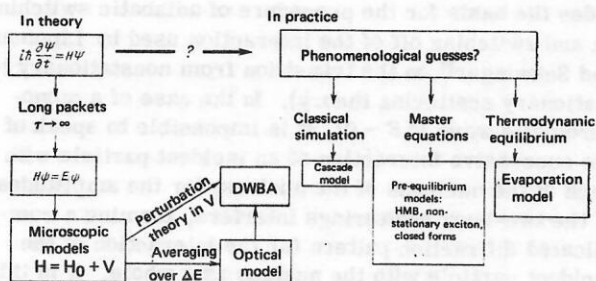 In theory
In practice
iħ ∂Ψ/∂t = HΨ
?
Phenomenological gusses?
Long packets
τ→∞
Classical
simulation
Master
equations
Thermodynamic
equilibrium
Hψ=Eψ
Cascade
model
Evaporation
model
Perturbation
theory in V
DWBA
Pre-equilibrium
models:
HMB, non-
stationary exciton,
closed forms
...
Microscopic
models
H = H₀ + V
Averaging
over ΔE
Optical
model